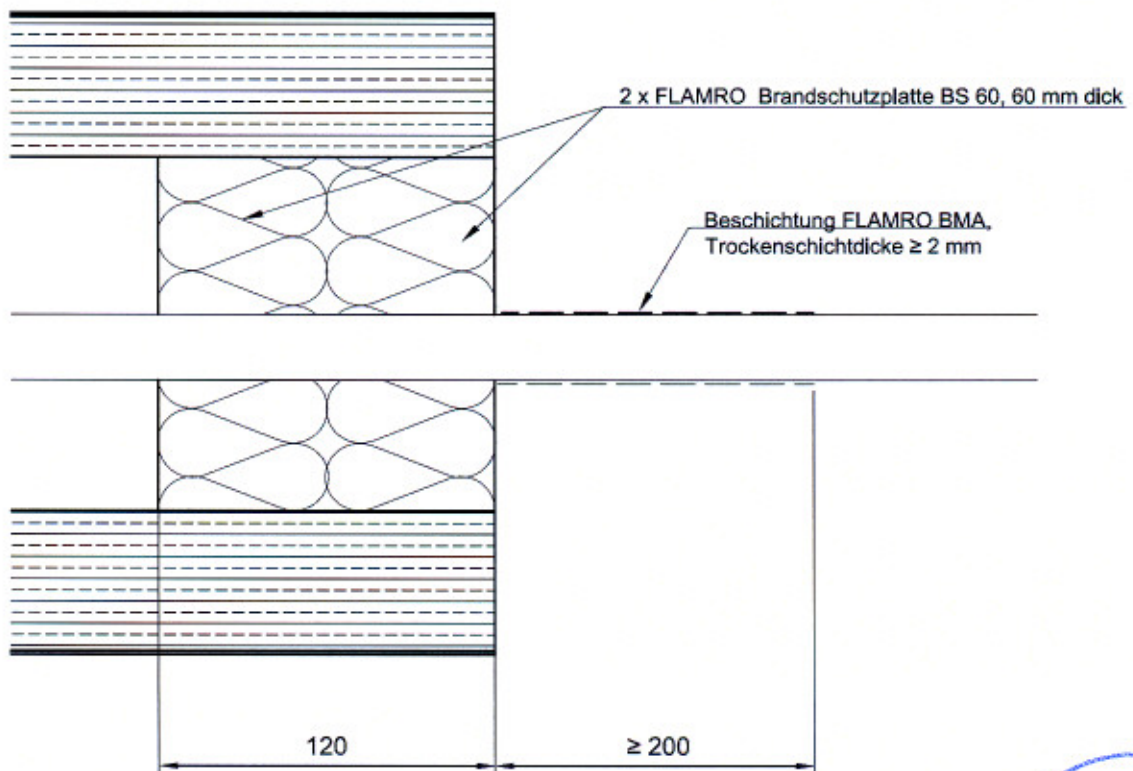 2 x FLAMRO Brandschutzplatte BS 60, 60 mm dick
Beschichtung FLAMRO BMA,
Trockenschichtdicke ≥ 2 mm
120
≥ 200